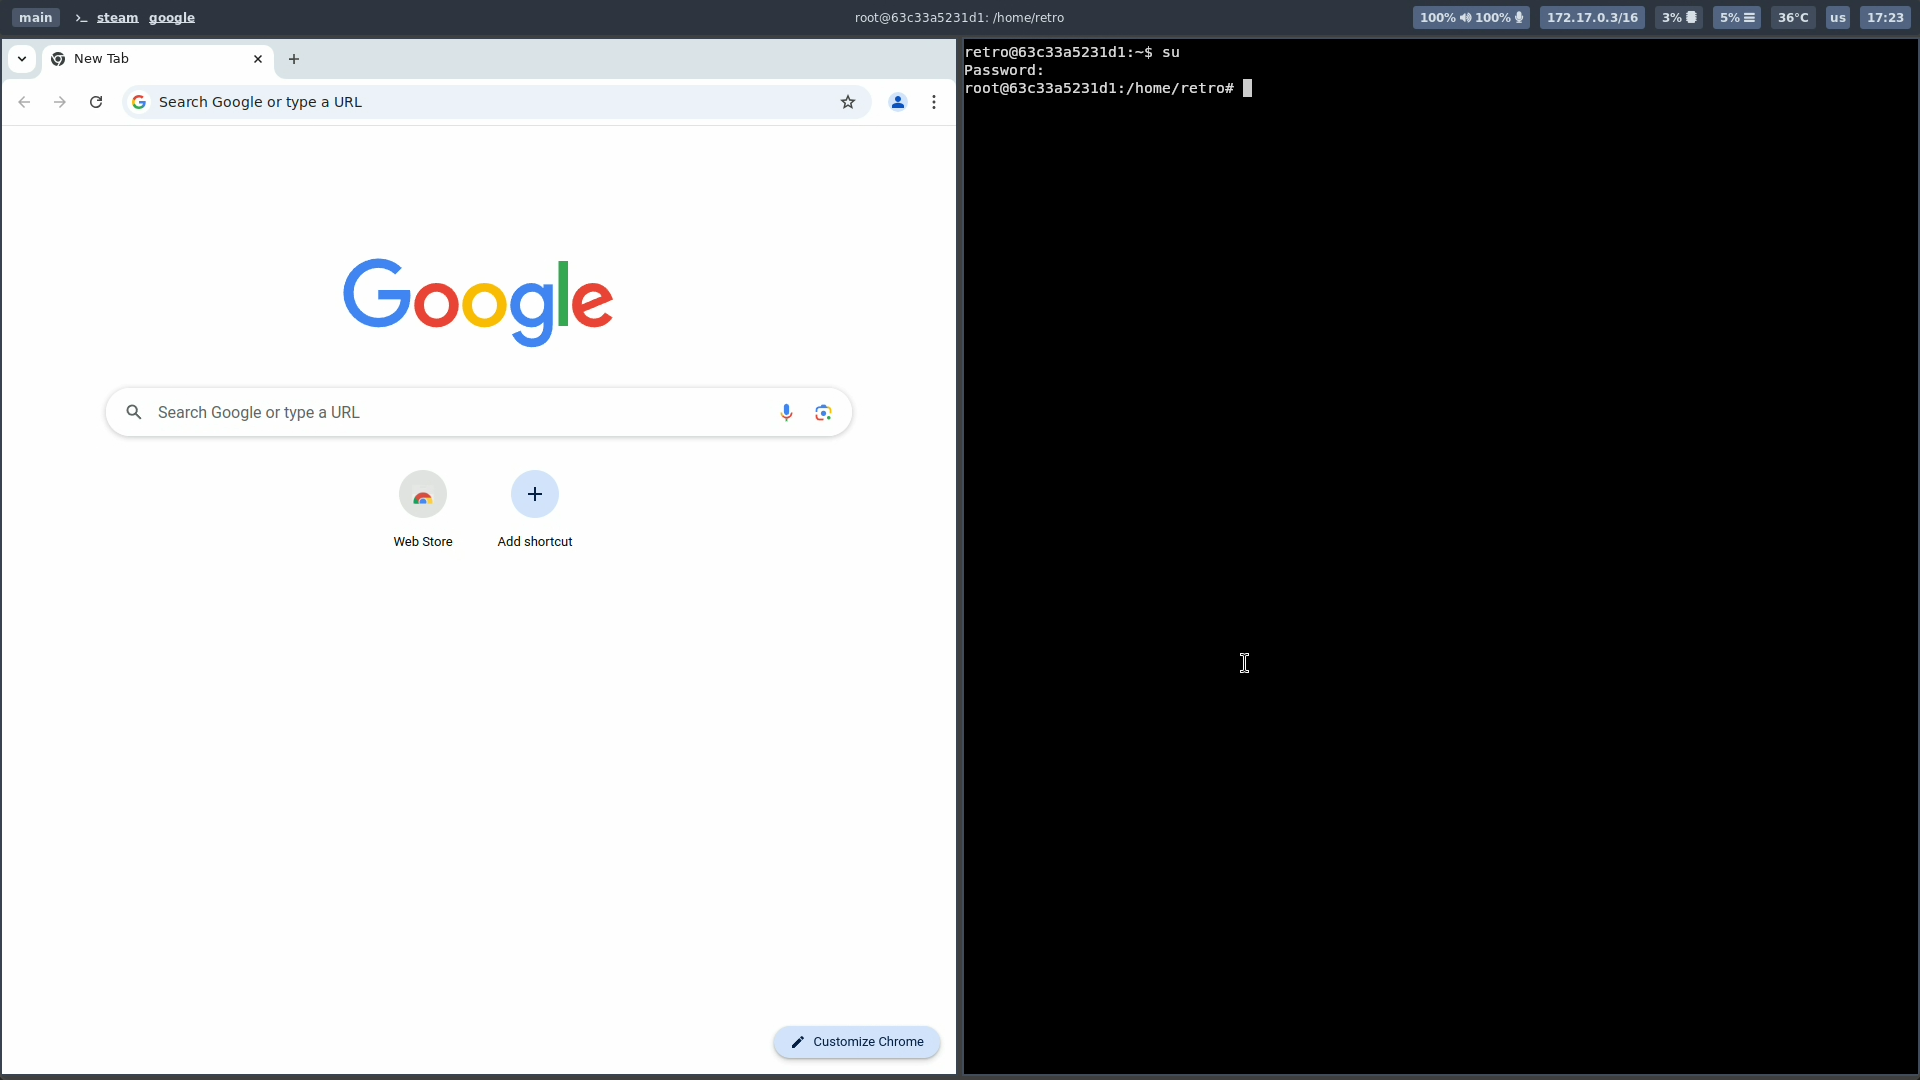 main >_ steam google
root@63c33a5231d1: /home/retro
100% 100% 172.17.0.3/16 3% 5% 36°C us 17:23
New Tab
Search Google or type a URL
Google
Search Google or type a URL
Web Store Add shortcut
Customize Chrome
retro@63c33a5231d1:~$ su
Password:
root@63c33a5231d1:/home/retro#